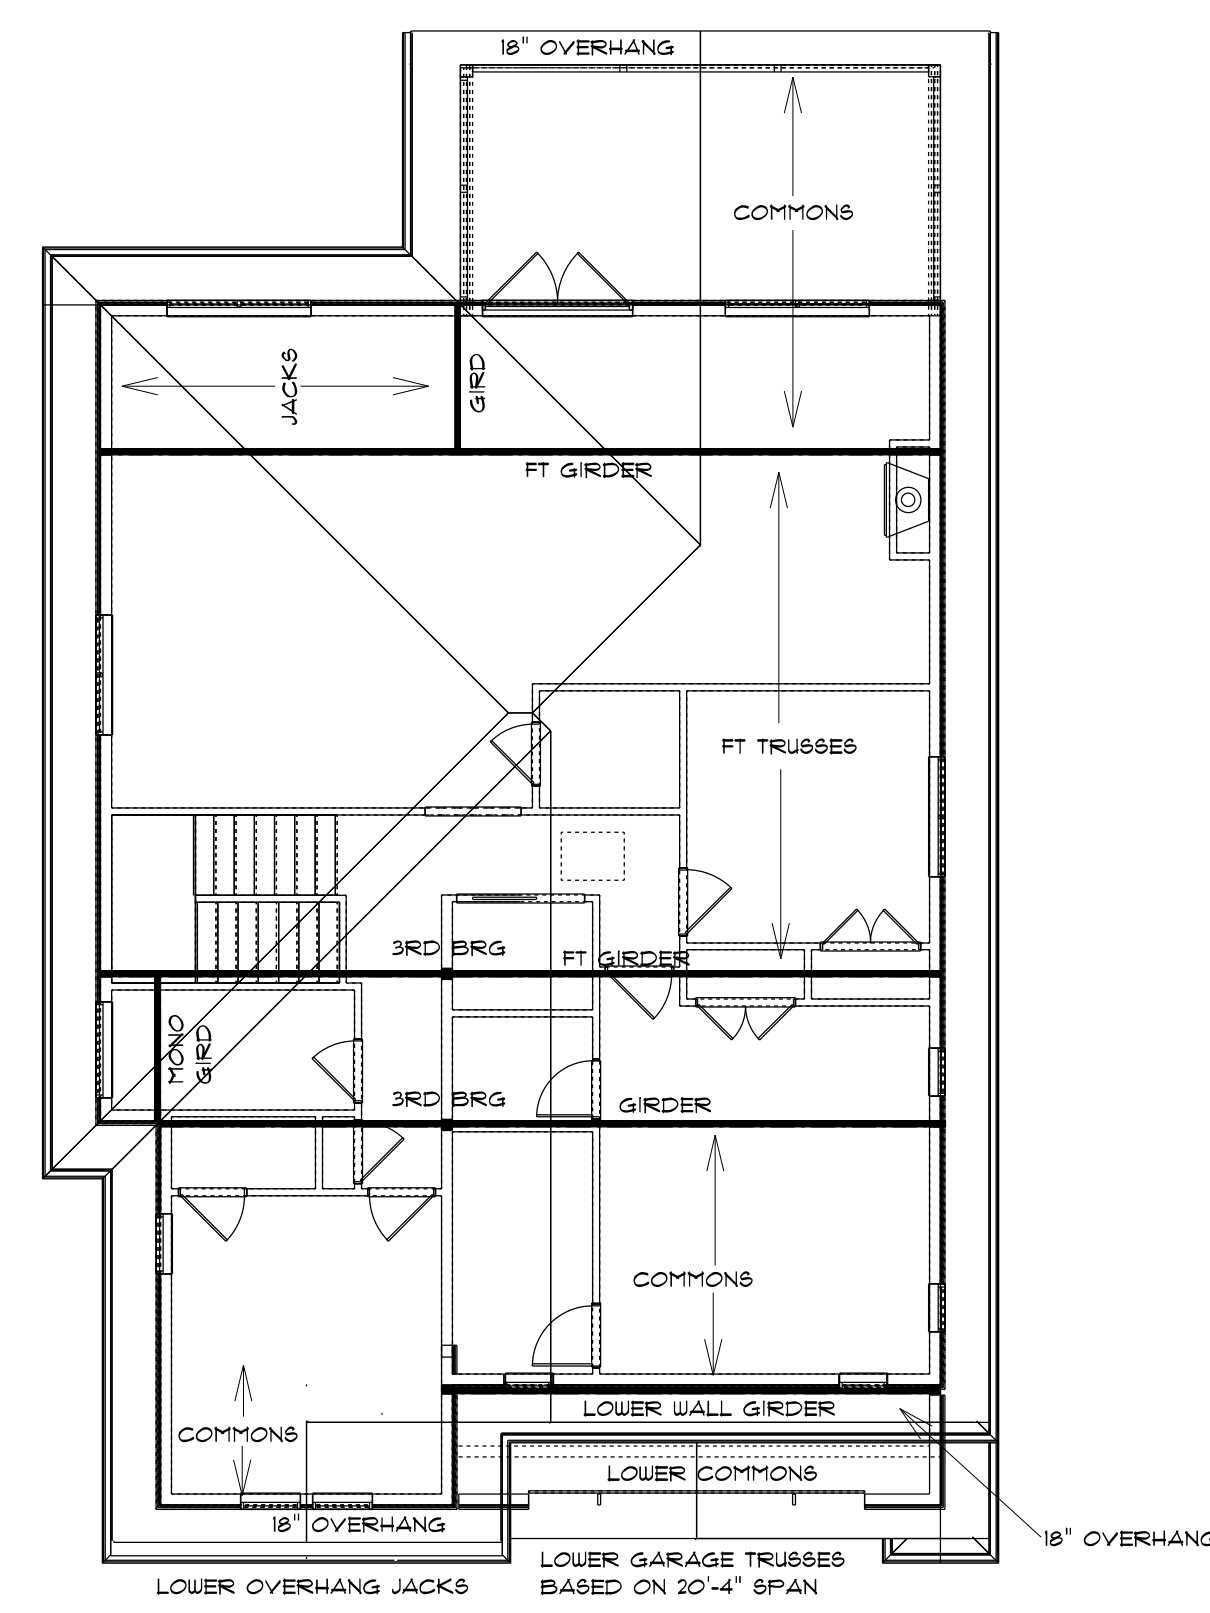 18" OVERHANG
COMMONS
JACKS
GIRD
FT GIRDER
FT TRUSSES
3RD BRG
FT GIRDER
MONO
GIRD
3RD BRG
GIRDER
COMMONS
LOWER WALL GIRDER
COMMONS
LOWER COMMONS
18" OVERHANG
18" OVERHANG
LOWER GARAGE TRUSSES
BASED ON 20'-4" SPAN
LOWER OVERHANG JACKS